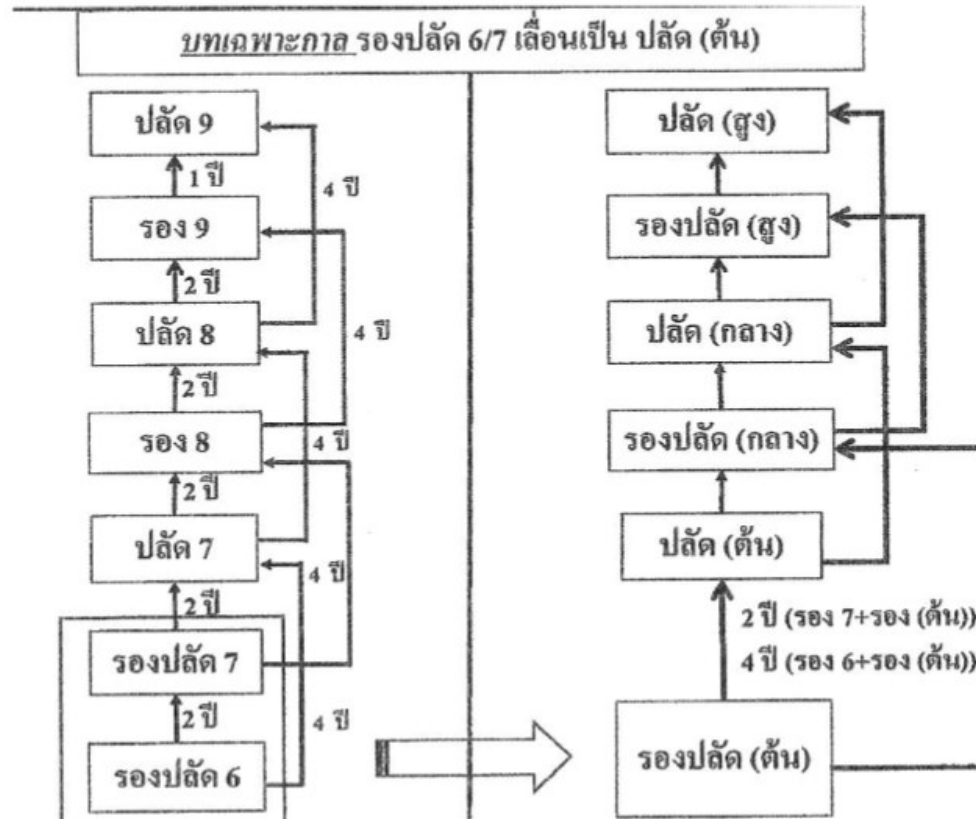 บทเฉพาะกาล รองปลัด 6/7 เลื่อนเป็น ปลัด (ต้น)
ปลัด 9
1 ปี
4 ปี
รอง 9
2 ปี
ปลัด 8
4 ปี
2 ปี
รอง 8
4 ปี
2 ปี
ปลัด 7
4 ปี
2 ปี
รองปลัด 7
2 ปี
4 ปี
รองปลัด 6
ปลัด (สูง)
รองปลัด (สูง)
ปลัด (กลาง)
รองปลัด (กลาง)
ปลัด (ต้น)
2 ปี (รอง 7+รอง (ต้น))
4 ปี (รอง 6+รอง (ต้น))
รองปลัด (ต้น)